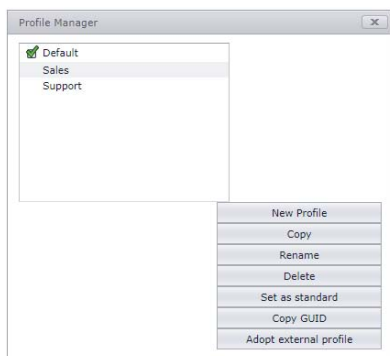 Profile Manager
Default
Sales
Support
New Profile
Copy
Rename
Delete
Set as standard
Copy GUID
Adopt external profile